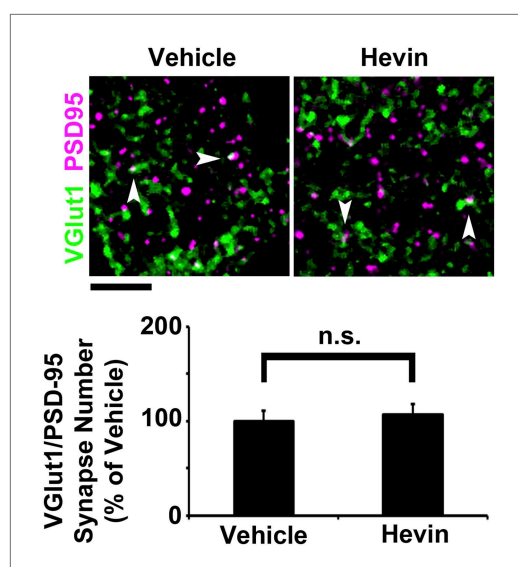 Vehicle
Hevin
VGlut1 PSD95
VGlut1/PSD-95
Synapse Number
(% of Vehicle)
200
100
0
n.s.
Vehicle
Hevin